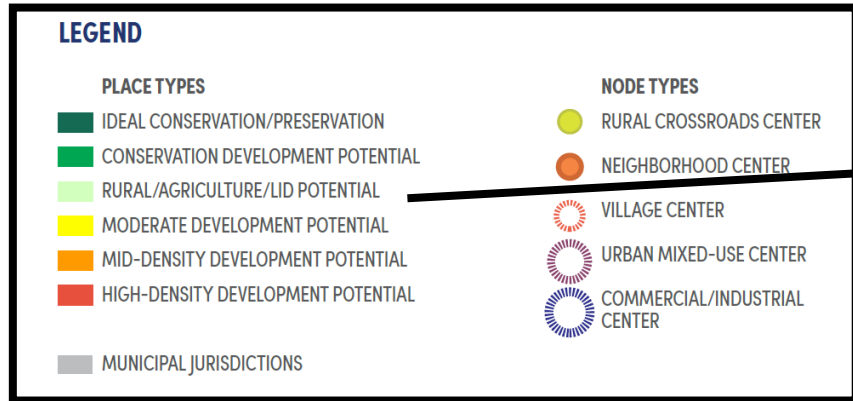 LEGEND
PLACE TYPES
IDEAL CONSERVATION/PRESERVATION
CONSERVATION DEVELOPMENT POTENTIAL
RURAL/AGRICULTURE/LID POTENTIAL
MODERATE DEVELOPMENT POTENTIAL
MID-DENSITY DEVELOPMENT POTENTIAL
HIGH-DENSITY DEVELOPMENT POTENTIAL
MUNICIPAL JURISDICTIONS
NODE TYPES
RURAL CROSSROADS CENTER
NEIGHBORHOOD CENTER
VILLAGE CENTER
URBAN MIXED-USE CENTER
COMMERCIAL/INDUSTRIAL
CENTER